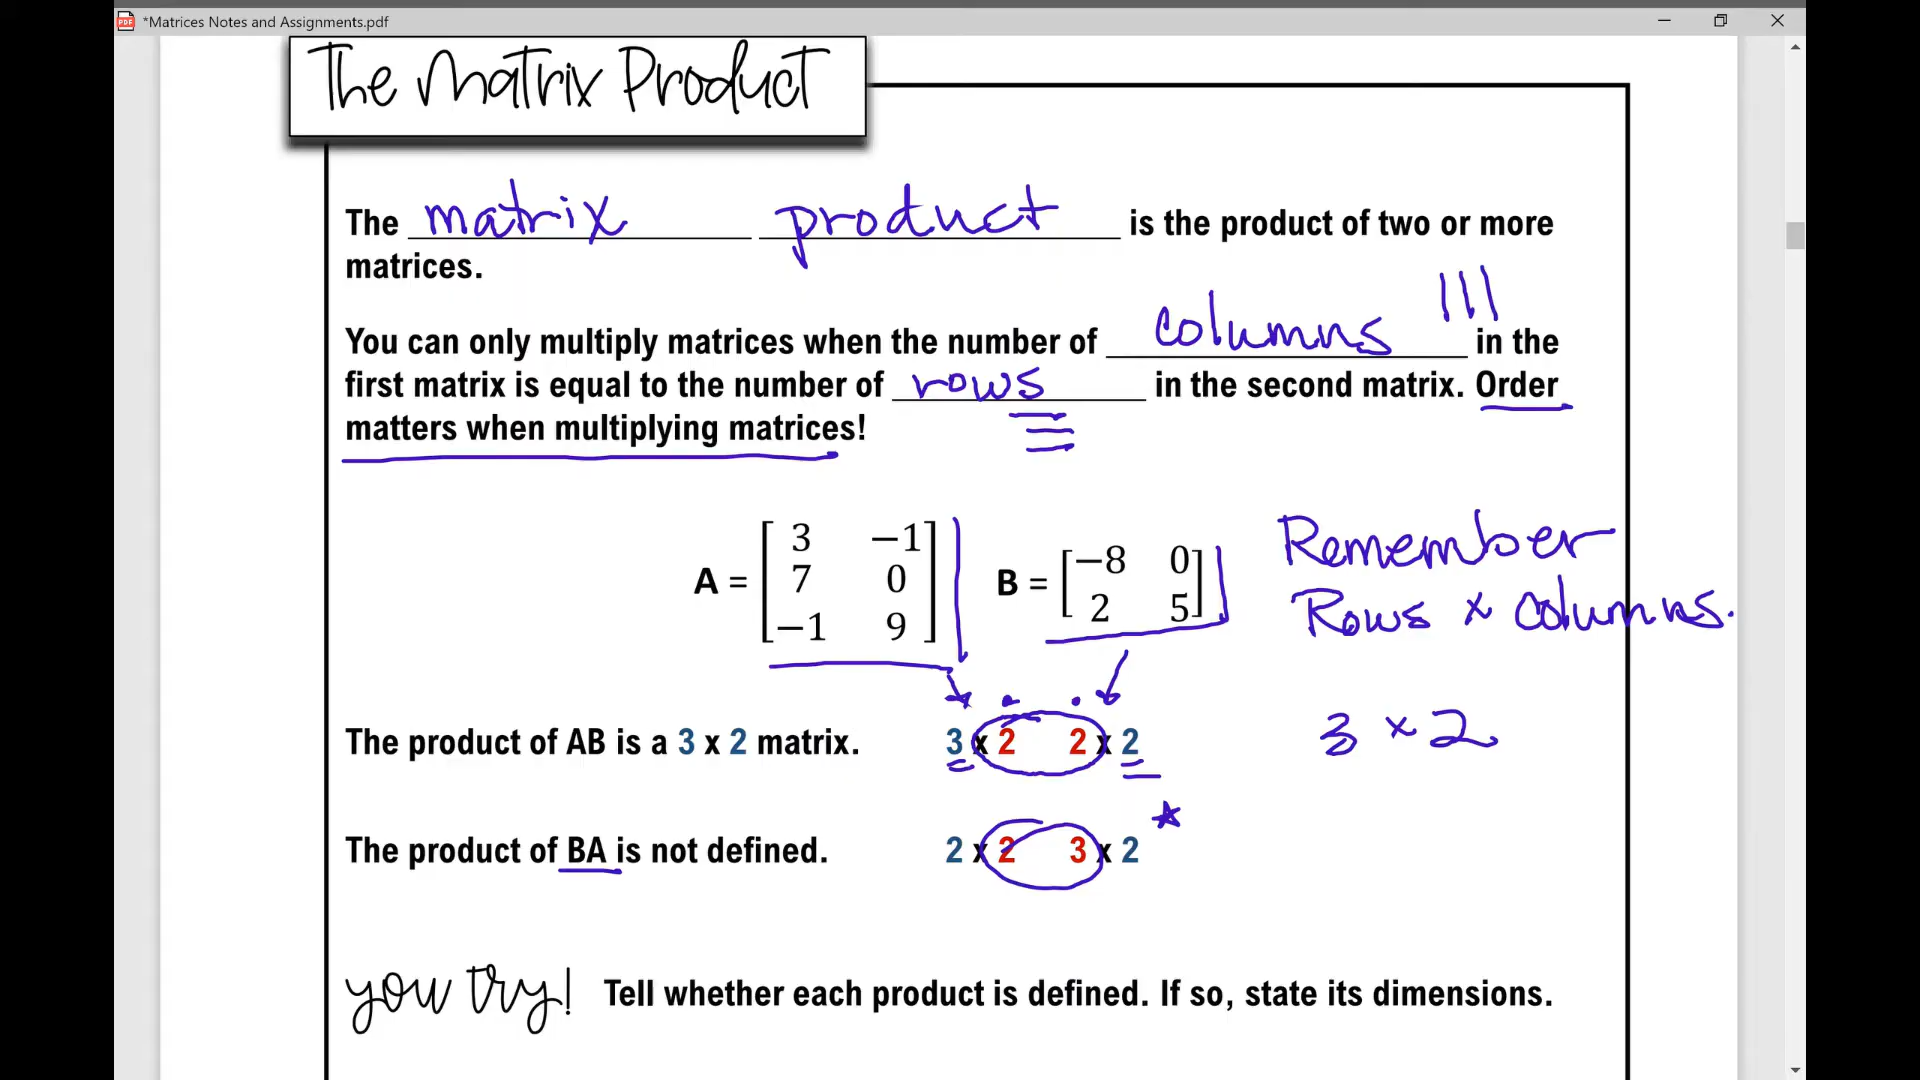 *Matrices Notes and Assignments.pdf
The Matrix Product
The matrix product is the product of two or more
matrices.
You can only multiply matrices when the number of columns in the
first matrix is equal to the number of rows in the second matrix. Order
matters when multiplying matrices!
A = [3 −1
7 0
−1 9]
B = [−8 0
2 5]
Remember
Rows x columns.
The product of AB is a 3 x 2 matrix. 3 x 2 2 x 2
3 x 2
The product of BA is not defined. 2 x 2 3 x 2
you try! Tell whether each product is defined. If so, state its dimensions.